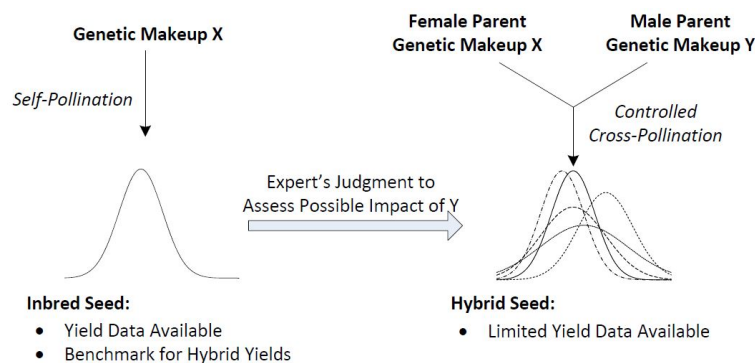 Genetic Makeup X
Self-Pollination
Female Parent
Genetic Makeup X
Male Parent
Genetic Makeup Y
Controlled
Cross-Pollination
Expert's Judgment to
Assess Possible Impact of Y
Inbred Seed:
• Yield Data Available
• Benchmark for Hybrid Yields
Hybrid Seed:
• Limited Yield Data Available